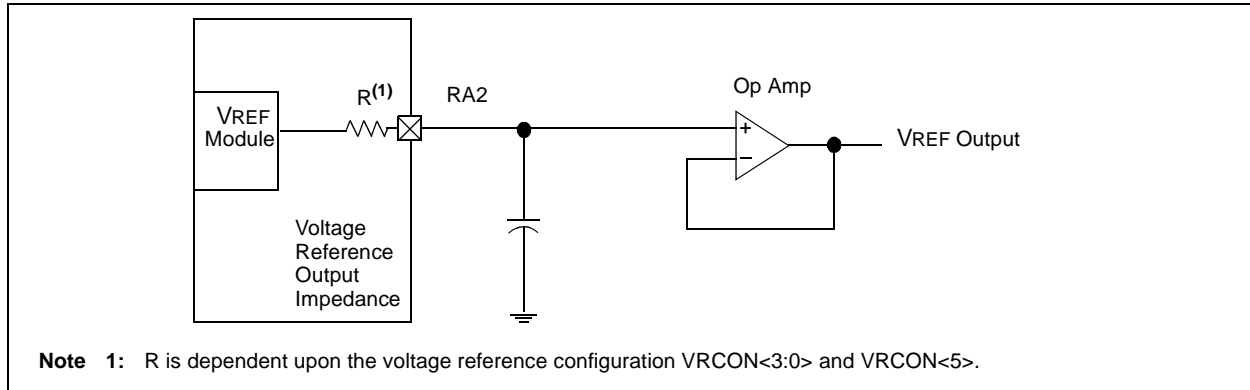 R(1)
RA2
Op Amp
VREF
Module
+
−
VREF Output
Voltage
Reference
Output
Impedance
Note 1: R is dependent upon the voltage reference configuration VRCON<3:0> and VRCON<5>.